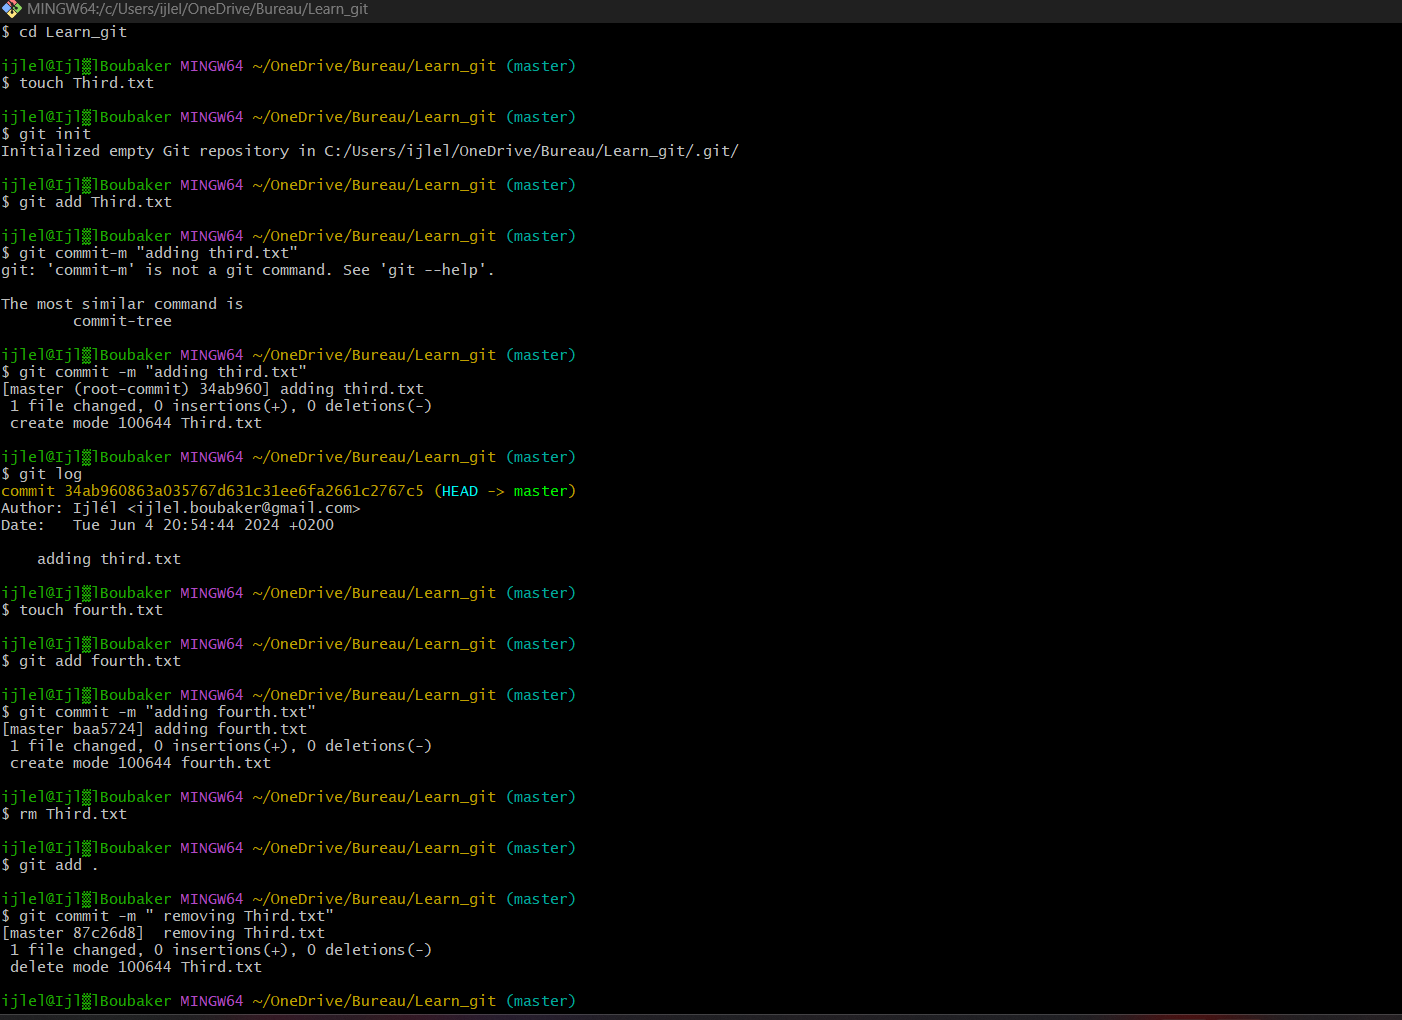 MINGW64:/c/Users/ijlel/OneDrive/Bureau/Learn_git
$ cd Learn_git
ijlel@Ijl▒lBoubaker MINGW64 ~/OneDrive/Bureau/Learn_git (master)
$ touch Third.txt
ijlel@Ijl▒lBoubaker MINGW64 ~/OneDrive/Bureau/Learn_git (master)
$ git init
Initialized empty Git repository in C:/Users/ijlel/OneDrive/Bureau/Learn_git/.git/
ijlel@Ijl▒lBoubaker MINGW64 ~/OneDrive/Bureau/Learn_git (master)
$ git add Third.txt
ijlel@Ijl▒lBoubaker MINGW64 ~/OneDrive/Bureau/Learn_git (master)
$ git commit-m "adding third.txt"
git: 'commit-m' is not a git command. See 'git --help'.
The most similar command is
commit-tree
ijlel@Ijl▒lBoubaker MINGW64 ~/OneDrive/Bureau/Learn_git (master)
$ git commit -m "adding third.txt"
[master (root-commit) 34ab960] adding third.txt
1 file changed, 0 insertions(+), 0 deletions(-)
create mode 100644 Third.txt
ijlel@Ijl▒lBoubaker MINGW64 ~/OneDrive/Bureau/Learn_git (master)
$ git log
commit 34ab960863a035767d631c31ee6fa2661c2767c5 (HEAD -> master)
Author: Ijlél <ijlel.boubaker@gmail.com>
Date:   Tue Jun 4 20:54:44 2024 +0200
adding third.txt
ijlel@Ijl▒lBoubaker MINGW64 ~/OneDrive/Bureau/Learn_git (master)
$ touch fourth.txt
ijlel@Ijl▒lBoubaker MINGW64 ~/OneDrive/Bureau/Learn_git (master)
$ git add fourth.txt
ijlel@Ijl▒lBoubaker MINGW64 ~/OneDrive/Bureau/Learn_git (master)
$ git commit -m "adding fourth.txt"
[master baa5724] adding fourth.txt
1 file changed, 0 insertions(+), 0 deletions(-)
create mode 100644 fourth.txt
ijlel@Ijl▒lBoubaker MINGW64 ~/OneDrive/Bureau/Learn_git (master)
$ rm Third.txt
ijlel@Ijl▒lBoubaker MINGW64 ~/OneDrive/Bureau/Learn_git (master)
$ git add .
ijlel@Ijl▒lBoubaker MINGW64 ~/OneDrive/Bureau/Learn_git (master)
$ git commit -m " removing Third.txt"
[master 87c26d8]  removing Third.txt
1 file changed, 0 insertions(+), 0 deletions(-)
delete mode 100644 Third.txt
ijlel@Ijl▒lBoubaker MINGW64 ~/OneDrive/Bureau/Learn_git (master)